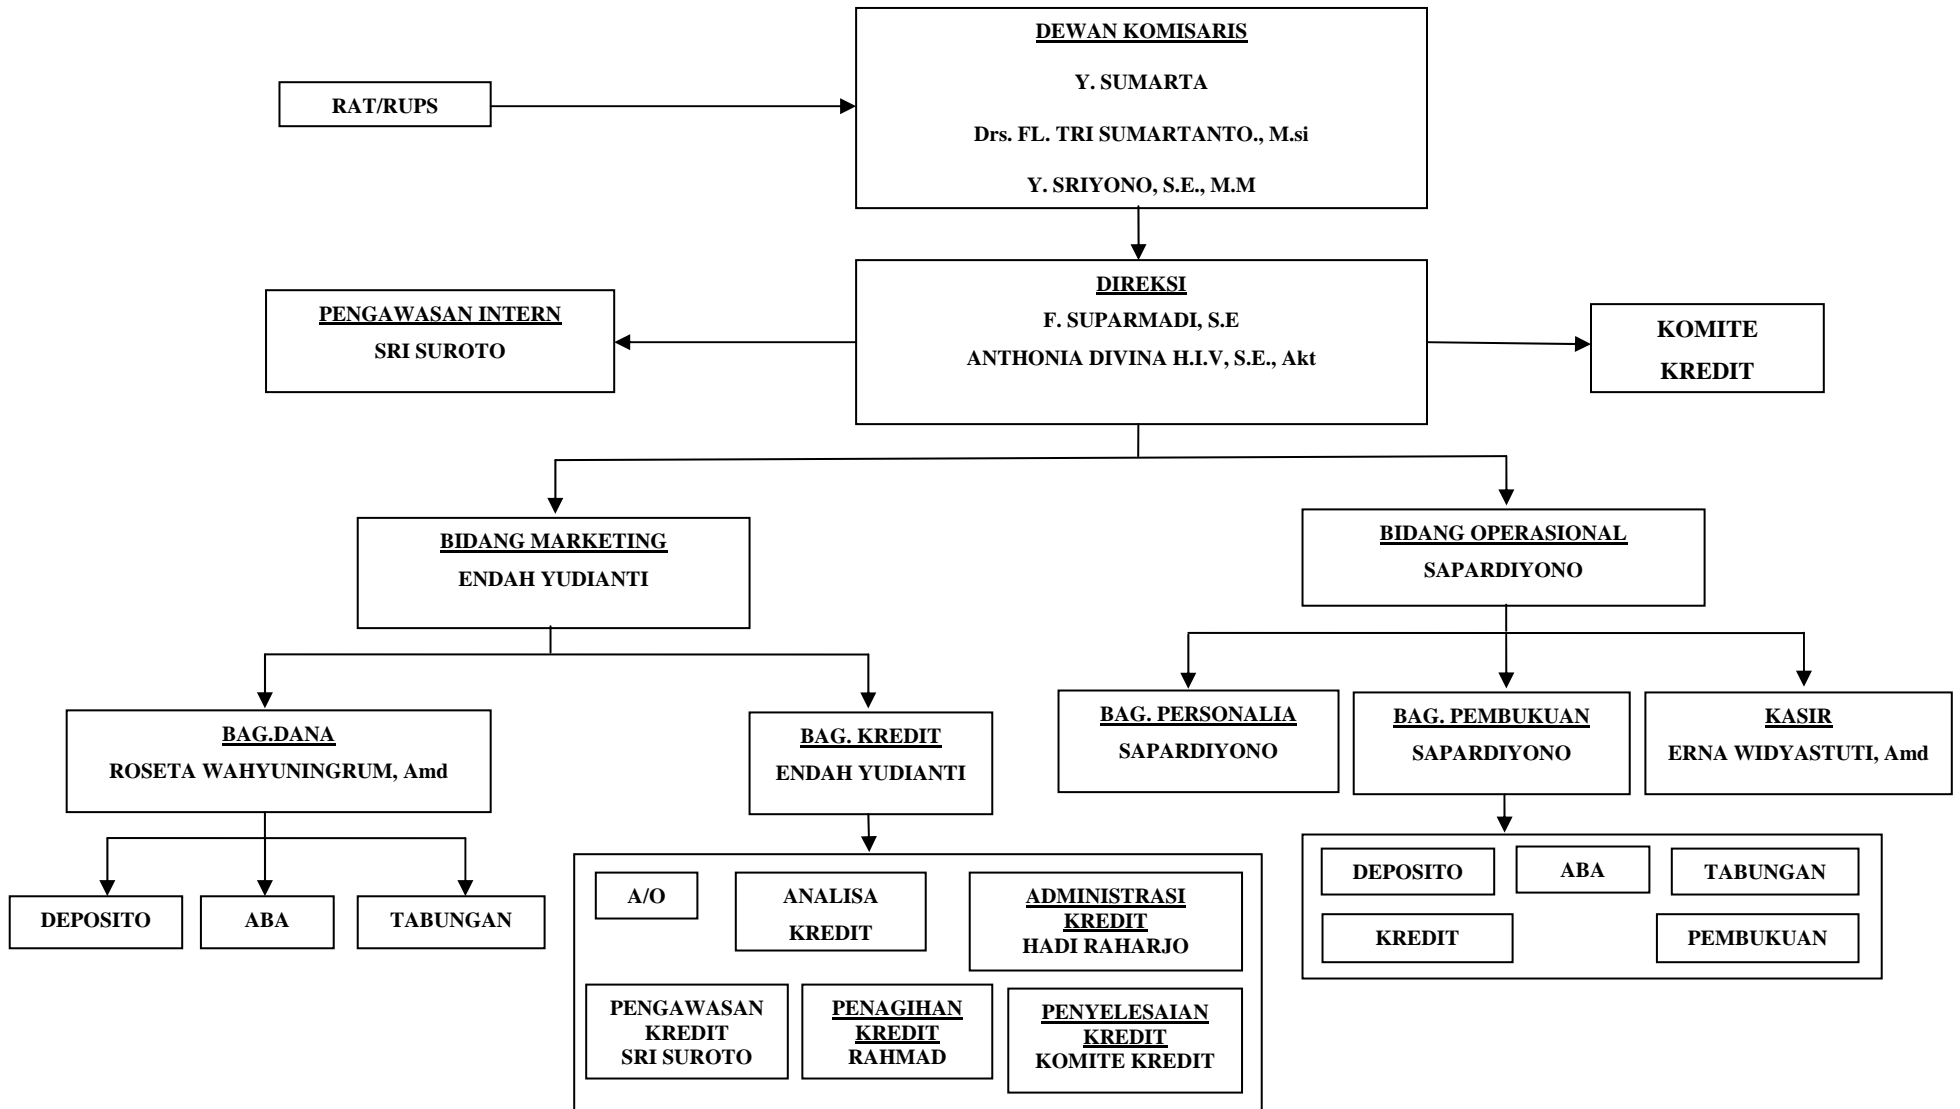 DEWAN KOMISARIS
Y. SUMARTA
Drs. FL. TRI SUMARTANTO., M.si
Y. SRIYONO, S.E., M.M
RAT/RUPS
DIREKSI
F. SUPARMADI, S.E
ANTHONIA DIVINA H.I.V, S.E., Akt
PENGAWASAN INTERN
SRI SUROTO
KOMITE
KREDIT
BIDANG MARKETING
ENDAH YUDIANTI
BIDANG OPERASIONAL
SAPARDIYONO
BAG.DANA
ROSETA WAHYUNINGRUM, Amd
BAG. KREDIT
ENDAH YUDIANTI
BAG. PERSONALIA
SAPARDIYONO
BAG. PEMBUKUAN
SAPARDIYONO
KASIR
ERNA WIDYASTUTI, Amd
DEPOSITO
ABA
TABUNGAN
A/O
ANALISA
KREDIT
ADMINISTRASI
KREDIT
HADI RAHARJO
PENGAWASAN
KREDIT
SRI SUROTO
PENAGIHAN
KREDIT
RAHMAD
PENYELESAIAN
KREDIT
KOMITE KREDIT
DEPOSITO
ABA
TABUNGAN
KREDIT
PEMBUKUAN